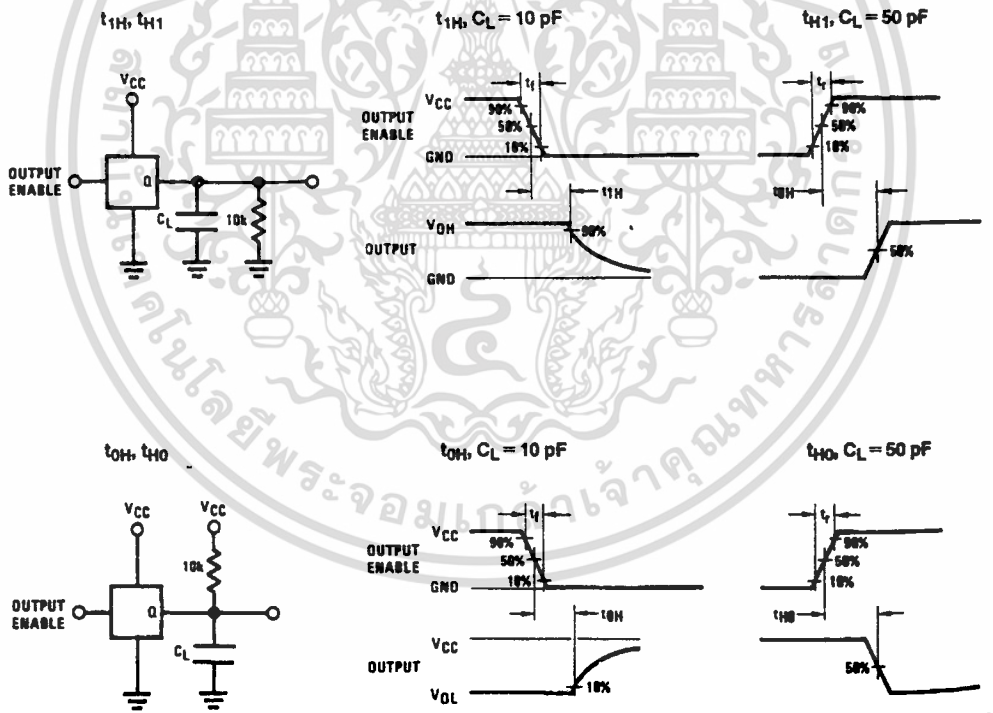 t1H, tH1
VCC
OUTPUT
ENABLE
Q
CL
10k
t1H, CL = 10 pF
tf
VCC
OUTPUT
ENABLE
GND
90%
50%
10%
t1H
VOH
OUTPUT
GND
90%
tH1, CL = 50 pF
tr
90%
50%
10%
50%
t0H, tH0
VCC
VCC
10k
OUTPUT
ENABLE
Q
CL
t0H, CL = 10 pF
tf
VCC
OUTPUT
ENABLE
GND
90%
50%
10%
t0H
VCC
OUTPUT
VOL
10%
tH0, CL = 50 pF
tr
90%
50%
10%
tH0
50%